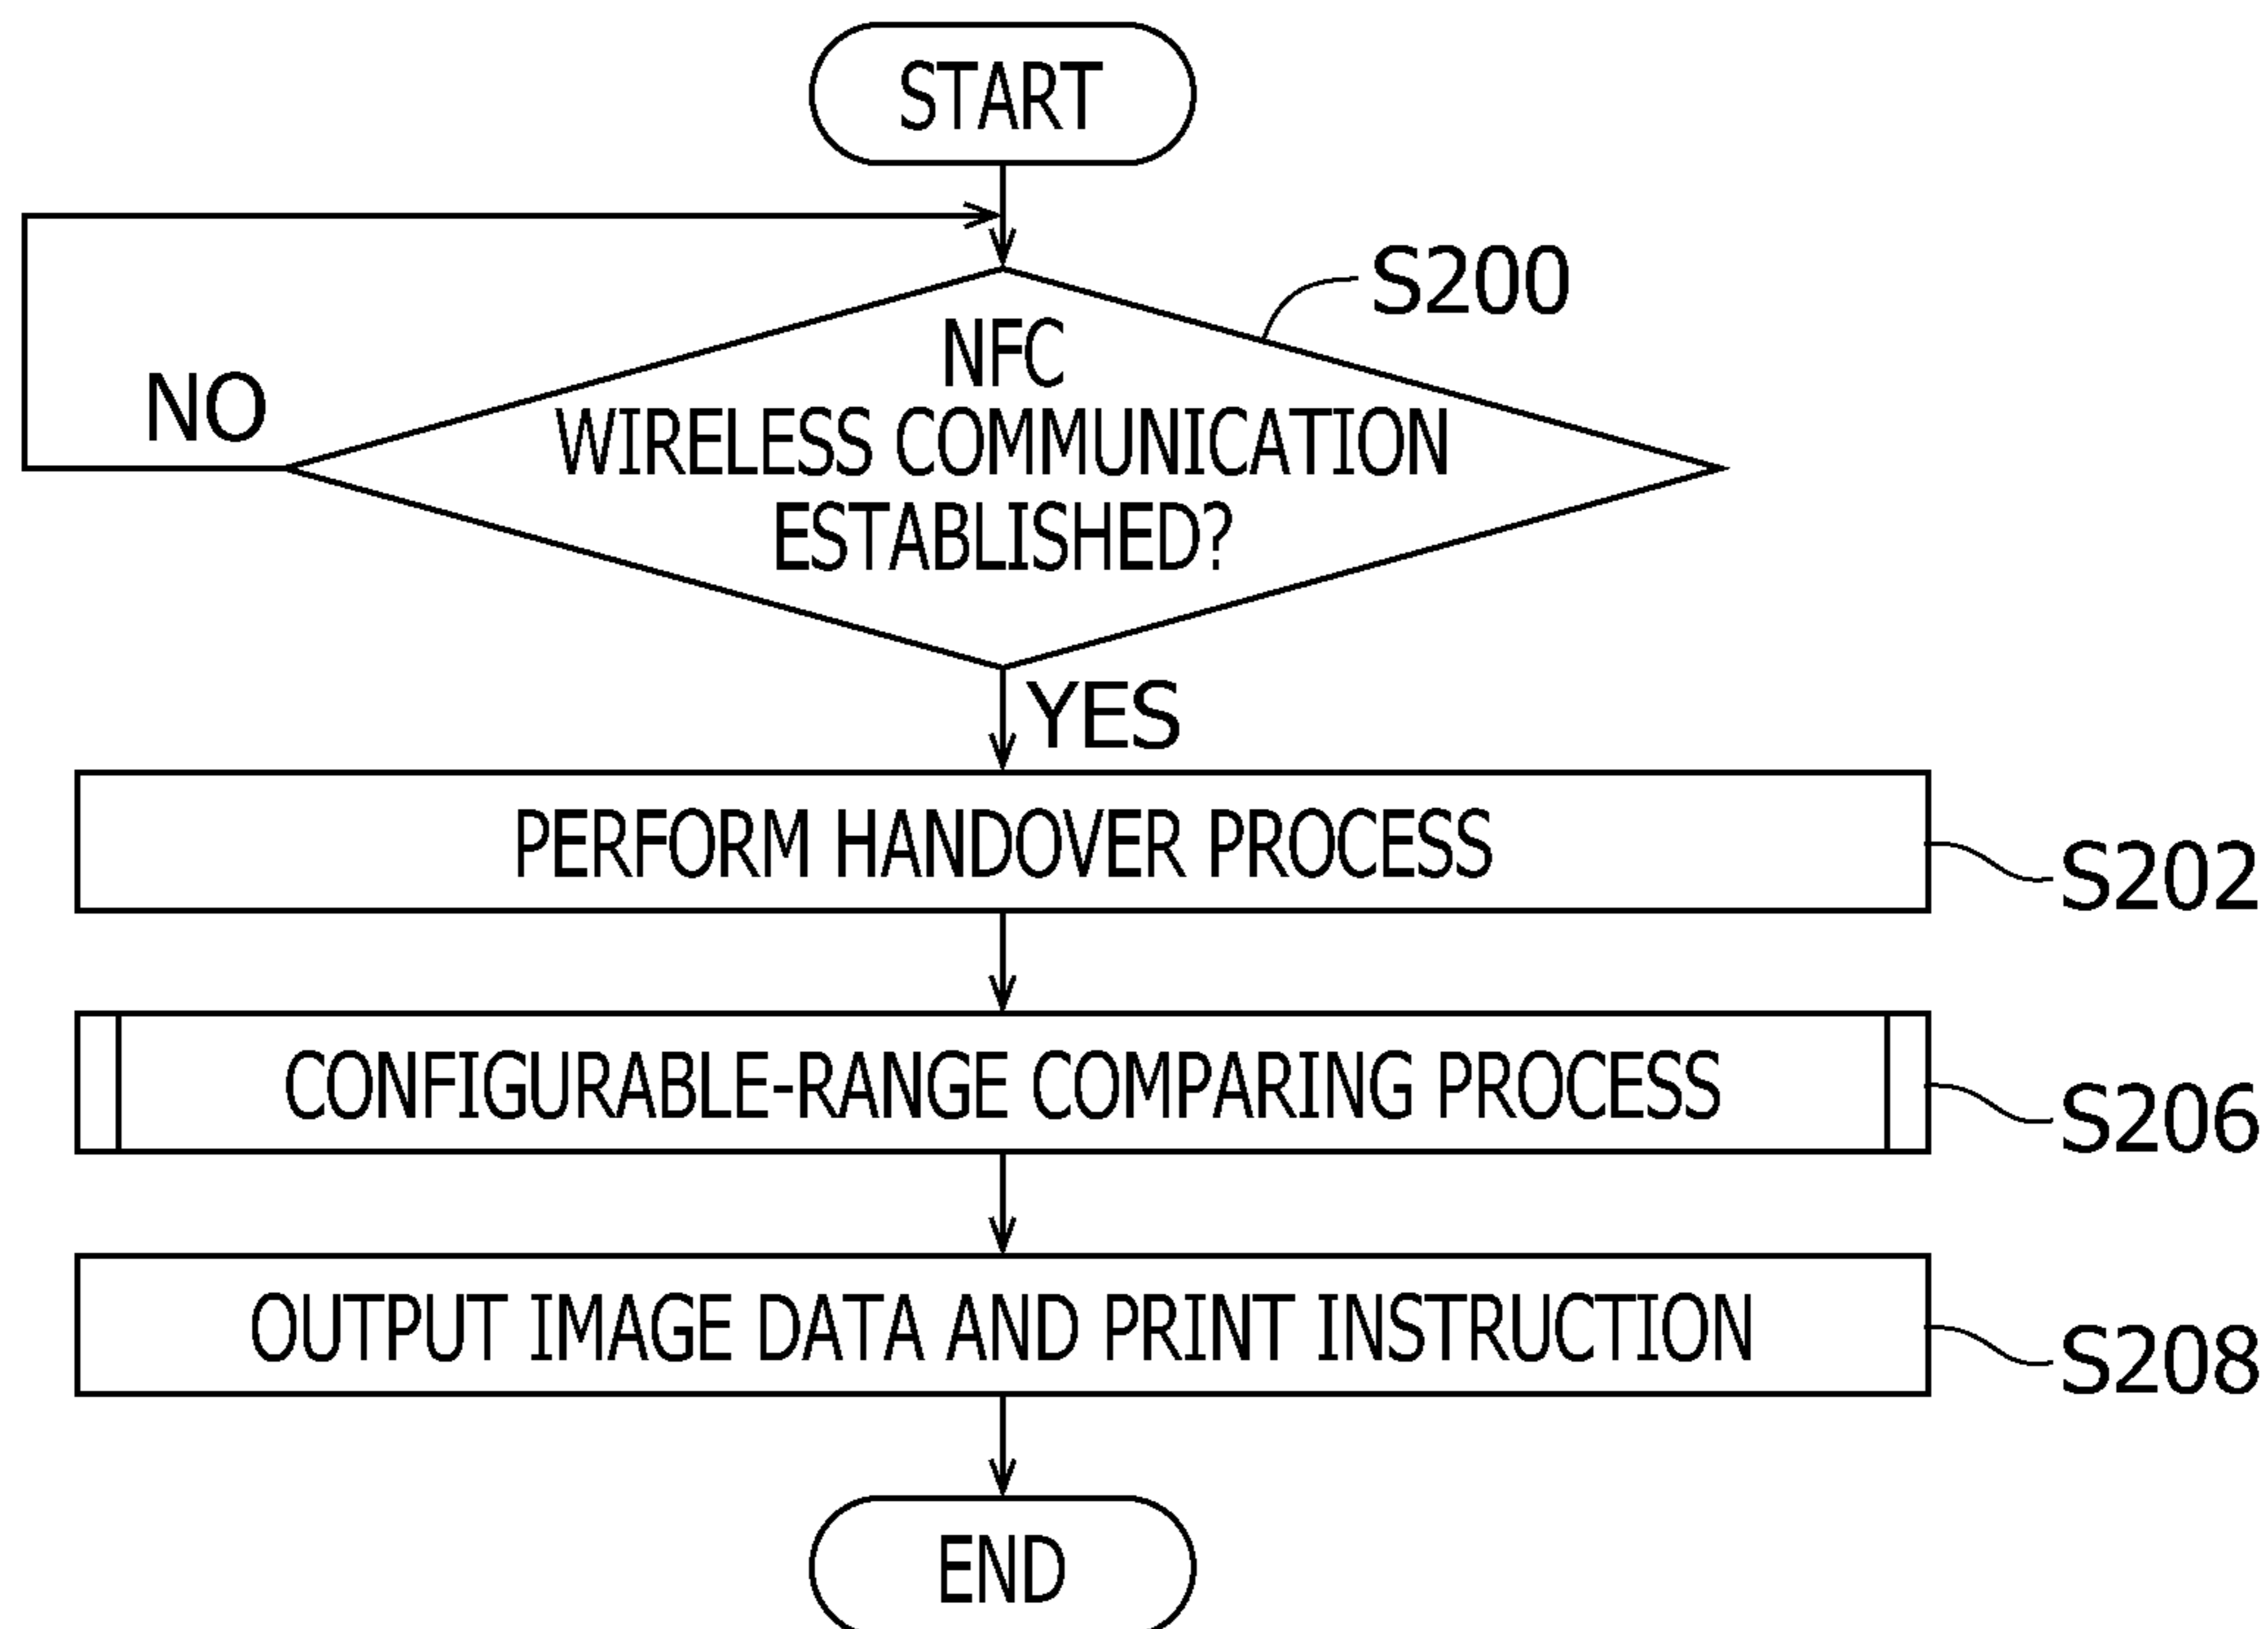 START
S200
NFC
WIRELESS COMMUNICATION
ESTABLISHED?
NO
YES
PERFORM HANDOVER PROCESS
S202
CONFIGURABLE-RANGE COMPARING PROCESS
S206
OUTPUT IMAGE DATA AND PRINT INSTRUCTION
S208
END